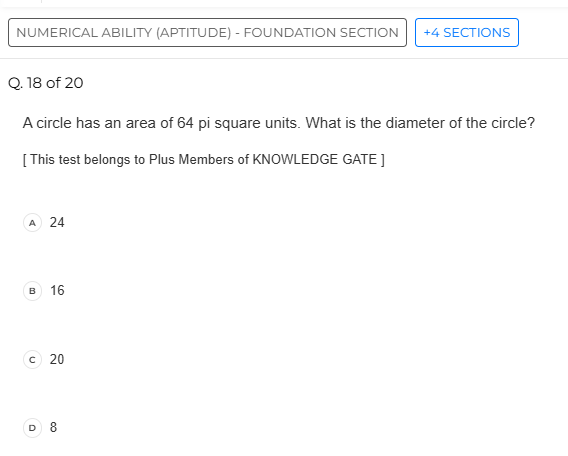 NUMERICAL ABILITY (APTITUDE) - FOUNDATION SECTION
+4 SECTIONS
Q. 18 of 20
A circle has an area of 64 pi square units. What is the diameter of the circle?
[ This test belongs to Plus Members of KNOWLEDGE GATE ]
A 24
B 16
C 20
D 8